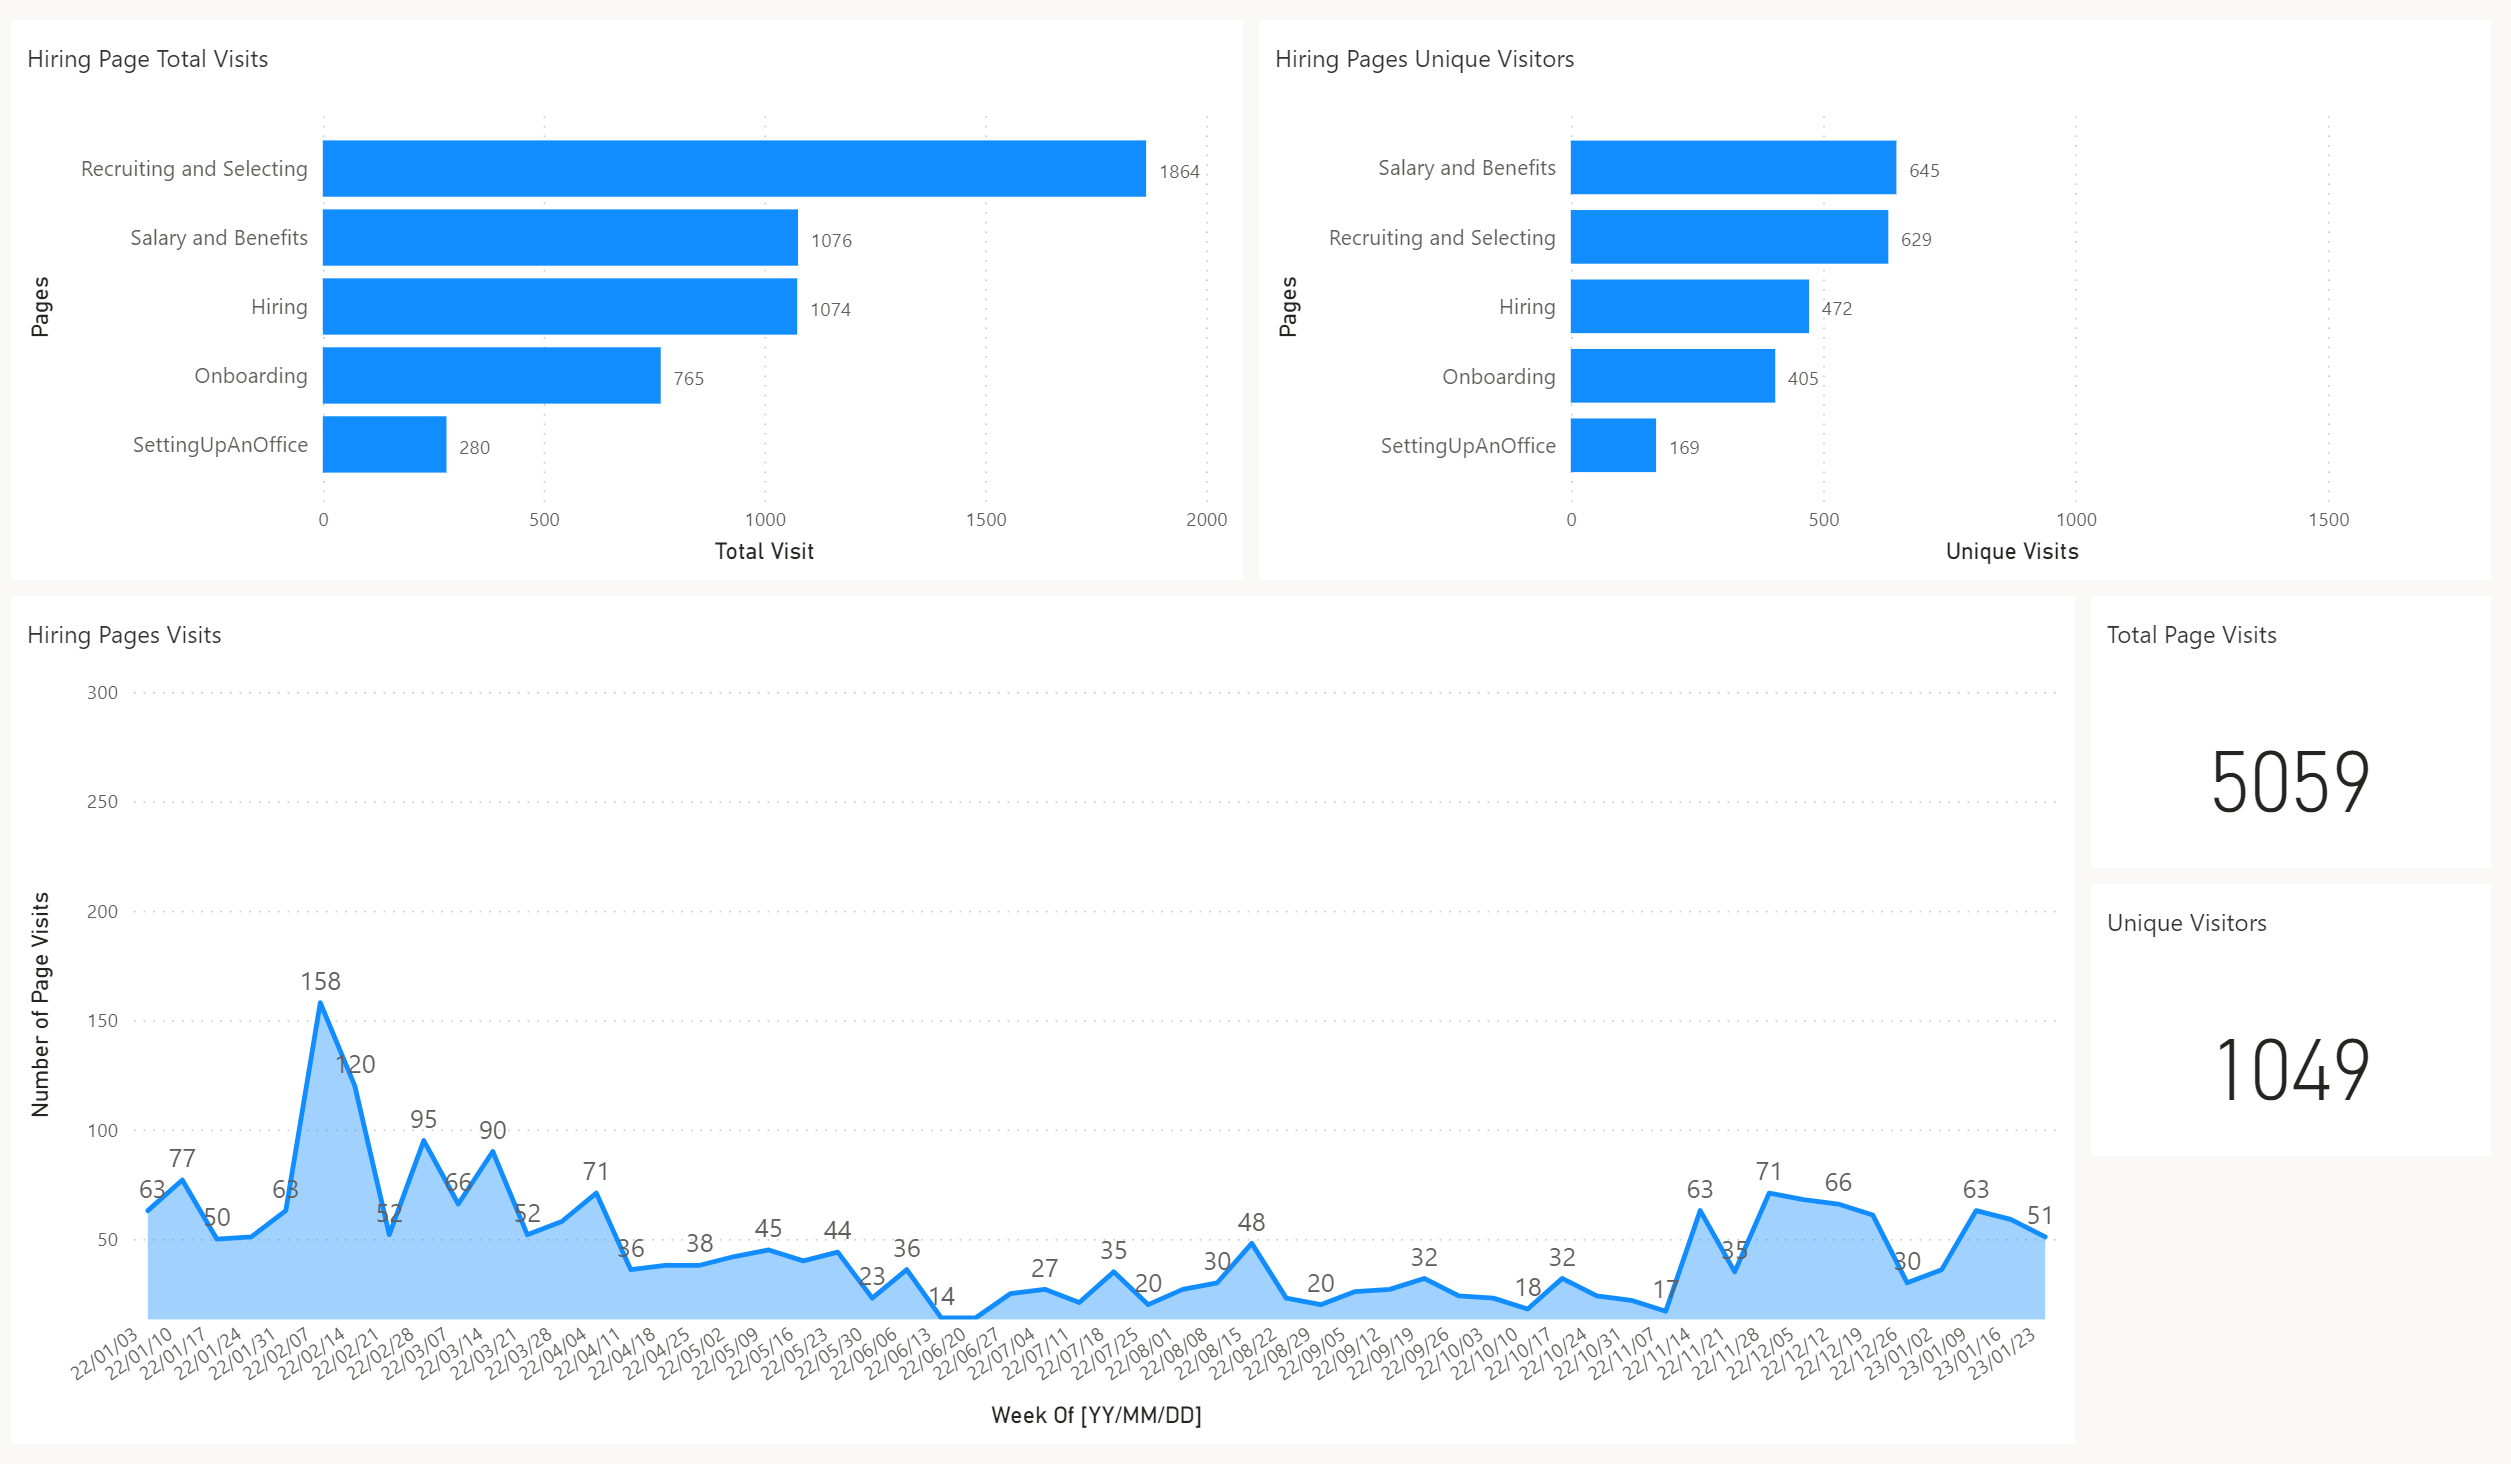 Hiring Page Total Visits
Pages
Recruiting and Selecting 1864
Salary and Benefits 1076
Hiring 1074
Onboarding 765
SettingUpAnOffice 280
0 500 1000 1500 2000
Total Visit
Hiring Pages Unique Visitors
Pages
Salary and Benefits 645
Recruiting and Selecting 629
Hiring 472
Onboarding 405
SettingUpAnOffice 169
0 500 1000 1500
Unique Visits
Hiring Pages Visits
Number of Page Visits
300
250
200
150
100
50
63 77 50 63 158 120 52 95 66 90 52 71 36 38 45 44 23 36 14 27 35 20 30 48 20 32 18 32 17 63 35 71 66 30 63 51
22/01/03 22/01/10 22/01/17 22/01/24 22/01/31 22/02/07 22/02/14 22/02/21 22/02/28 22/03/07 22/03/14 22/03/21 22/03/28 22/04/04 22/04/11 22/04/18 22/04/25 22/05/02 22/05/09 22/05/16 22/05/23 22/05/30 22/06/06 22/06/13 22/06/20 22/06/27 22/07/04 22/07/11 22/07/18 22/07/25 22/08/01 22/08/08 22/08/15 22/08/22 22/08/29 22/09/05 22/09/12 22/09/19 22/09/26 22/10/03 22/10/10 22/10/17 22/10/24 22/10/31 22/11/07 22/11/14 22/11/21 22/11/28 22/12/05 22/12/12 22/12/19 22/12/26 23/01/02 23/01/09 23/01/16 23/01/23
Week Of [YY/MM/DD]
Total Page Visits
5059
Unique Visitors
1049